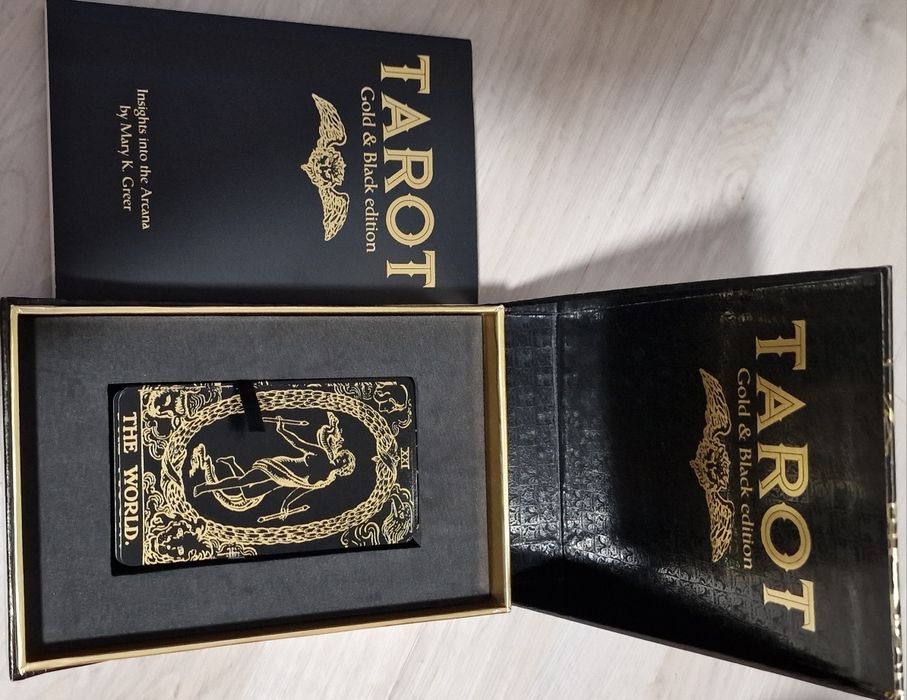 TAROT
Gold & Black edition
Insights into the Arcana
by Mary K. Greer
XXI
THE WORLD.
TAROT
Gold & Black edition